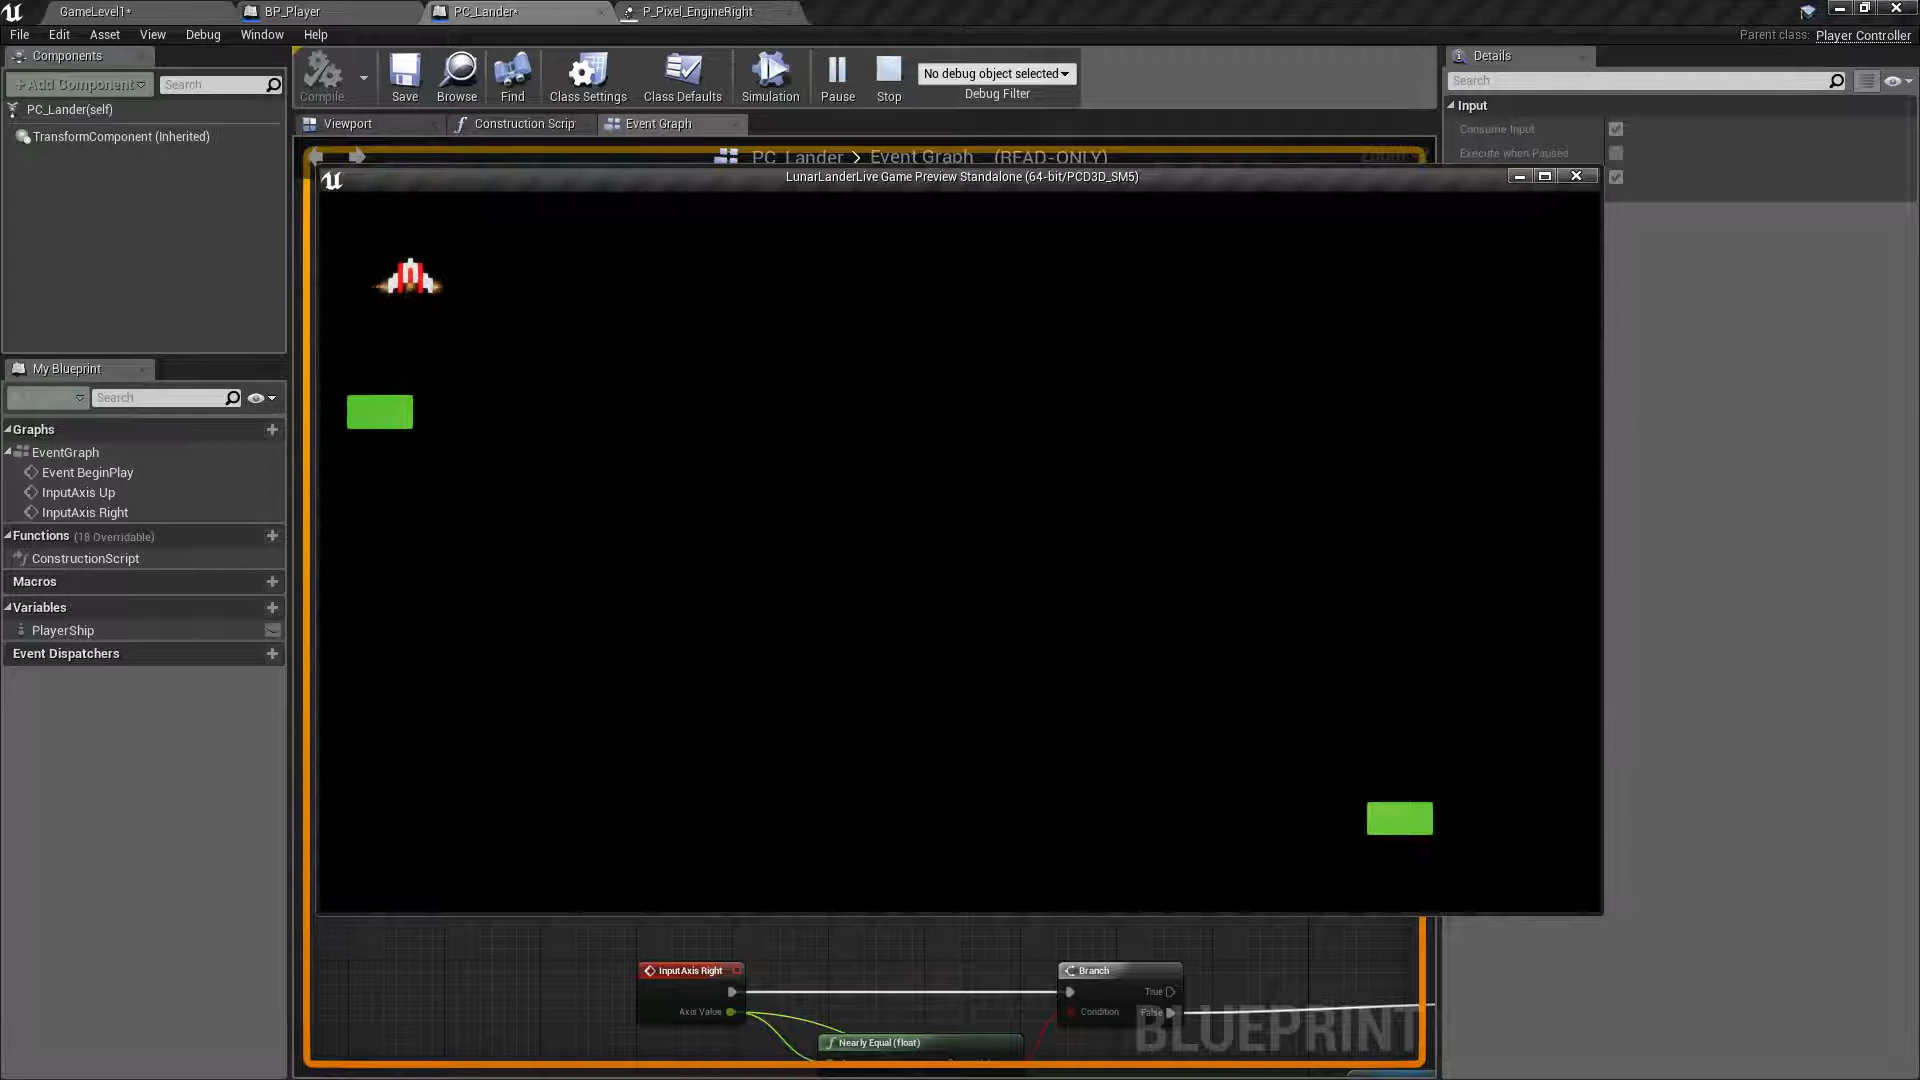 GameLevel1*
BP_Player
PC_Lander*
P_Pixel_EngineRight
File Edit Asset View Debug Window Help
Parent class: Player Controller
Components
+Add Component
Search
PC_Lander(self)
TransformComponent (Inherited)
Compile
Save
Browse
Find
Class Settings
Class Defaults
Simulation
Pause
Stop
No debug object selected
Debug Filter
Viewport
Construction Scrip
Event Graph
PC_Lander > Event Graph (READ-ONLY)
LunarLanderLive Game Preview Standalone (64-bit/PCD3D_SM5)
Details
Search
Input
Consume Input
Execute when Paused
My Blueprint
Search
Graphs
EventGraph
Event BeginPlay
InputAxis Up
InputAxis Right
Functions (18 Overridable)
ConstructionScript
Macros
Variables
PlayerShip
Event Dispatchers
InputAxis Right
Axis Value
Branch
True
Condition
False
Nearly Equal (float)
BLUEPRINT